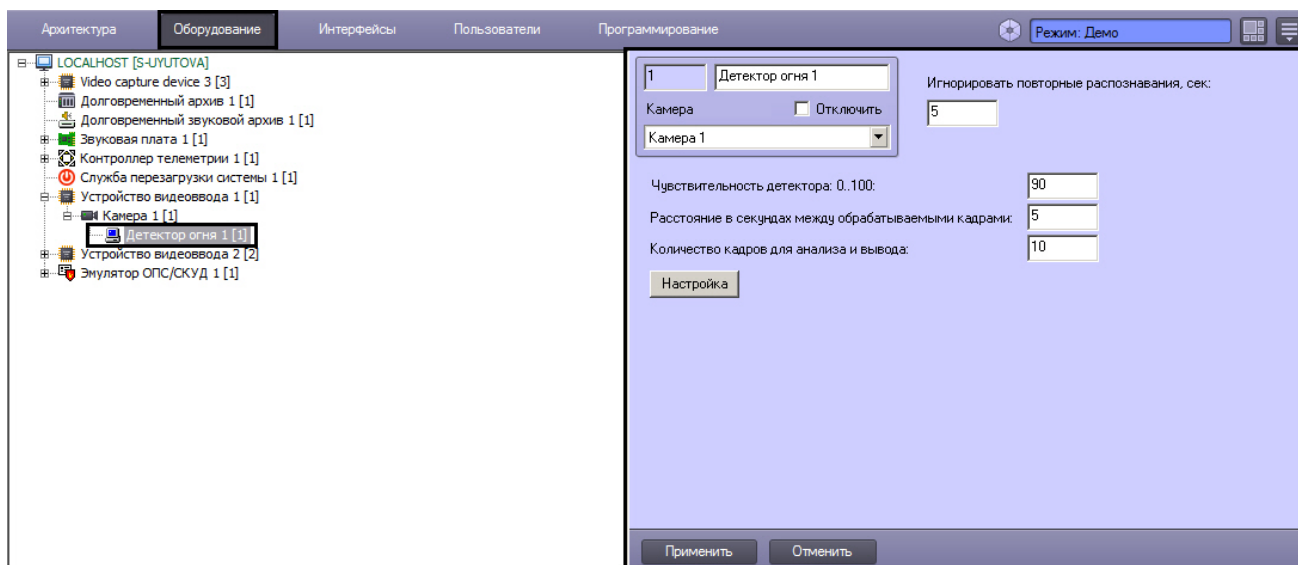 Архитектура Оборудование Интерфейсы Пользователи Программирование Режим: Демо
LOCALHOST [S-UYUTOVA]
Video capture device 3 [3]
Долговременный архив 1 [1]
Долговременный звуковой архив 1 [1]
Звуковая плата 1 [1]
Контроллер телеметрии 1 [1]
Служба перезагрузки системы 1 [1]
Устройство видеоввода 1 [1]
Камера 1 [1]
Детектор огня 1 [1]
Устройство видеоввода 2 [2]
Эмулятор ОПС/СКУД 1 [1]
1 Детектор огня 1
Камера Отключить
Камера 1
Игнорировать повторные распознавания, сек:
5
Чувствительность детектора: 0..100: 90
Расстояние в секундах между обрабатываемыми кадрами: 5
Количество кадров для анализа и вывода: 10
Настройка
Применить Отменить